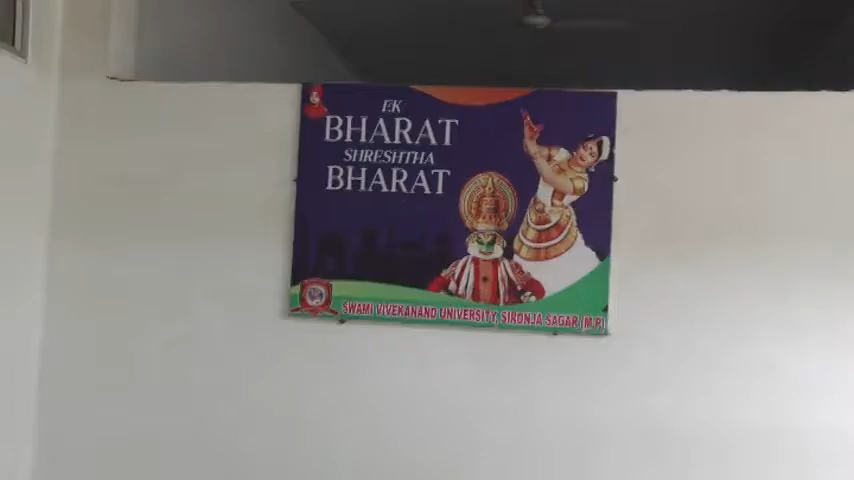 EK
BHARAT
SHRESHTHA
BHARAT
SWAMI VIVEKANAND UNIVERSITY, SIRONJA SAGAR (M.P)